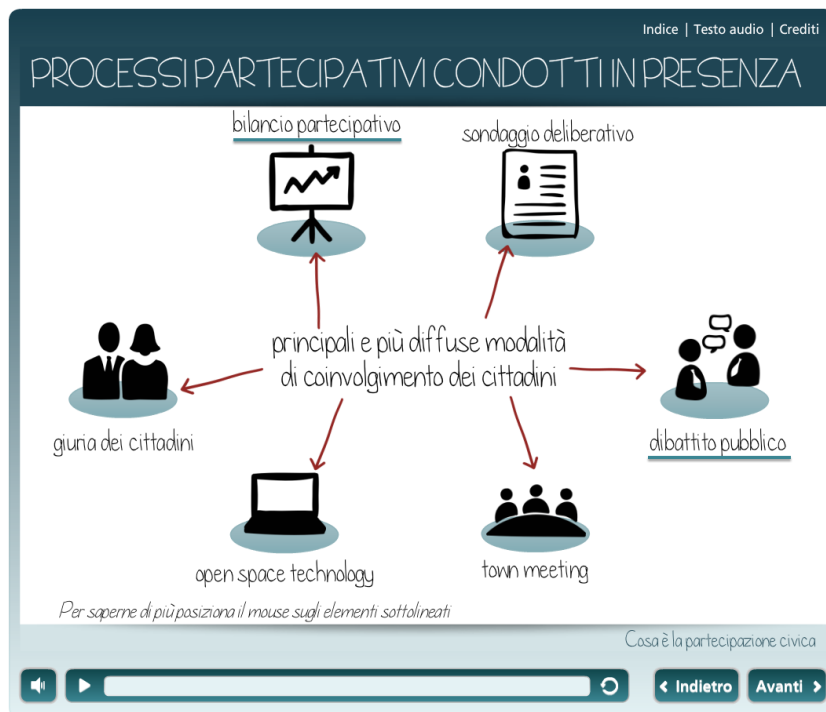 Indice | Testo audio | Crediti
PROCESSI PARTECIPATIVI CONDOTTI IN PRESENZA
bilancio partecipativo
sondaggio deliberativo
principali e più diffuse modalità
di coinvolgimento dei cittadini
giuria dei cittadini
dibattito pubblico
open space technology
town meeting
Per saperne di più posiziona il mouse sugli elementi sottolineati
Cosa è la partecipazione civica
Indietro
Avanti